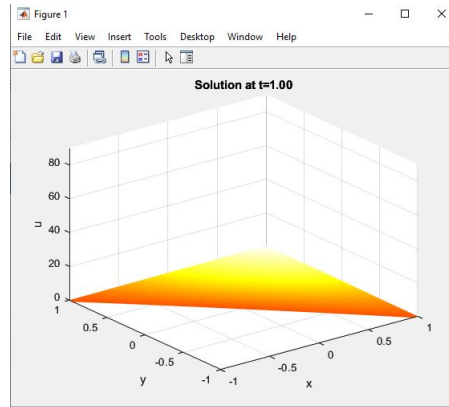 Figure 1
File Edit View Insert Tools Desktop Window Help
Solution at t=1.00
80
60
40
20
0
u
1
0.5
0
-0.5
-1
y
-1
-0.5
0
0.5
1
x